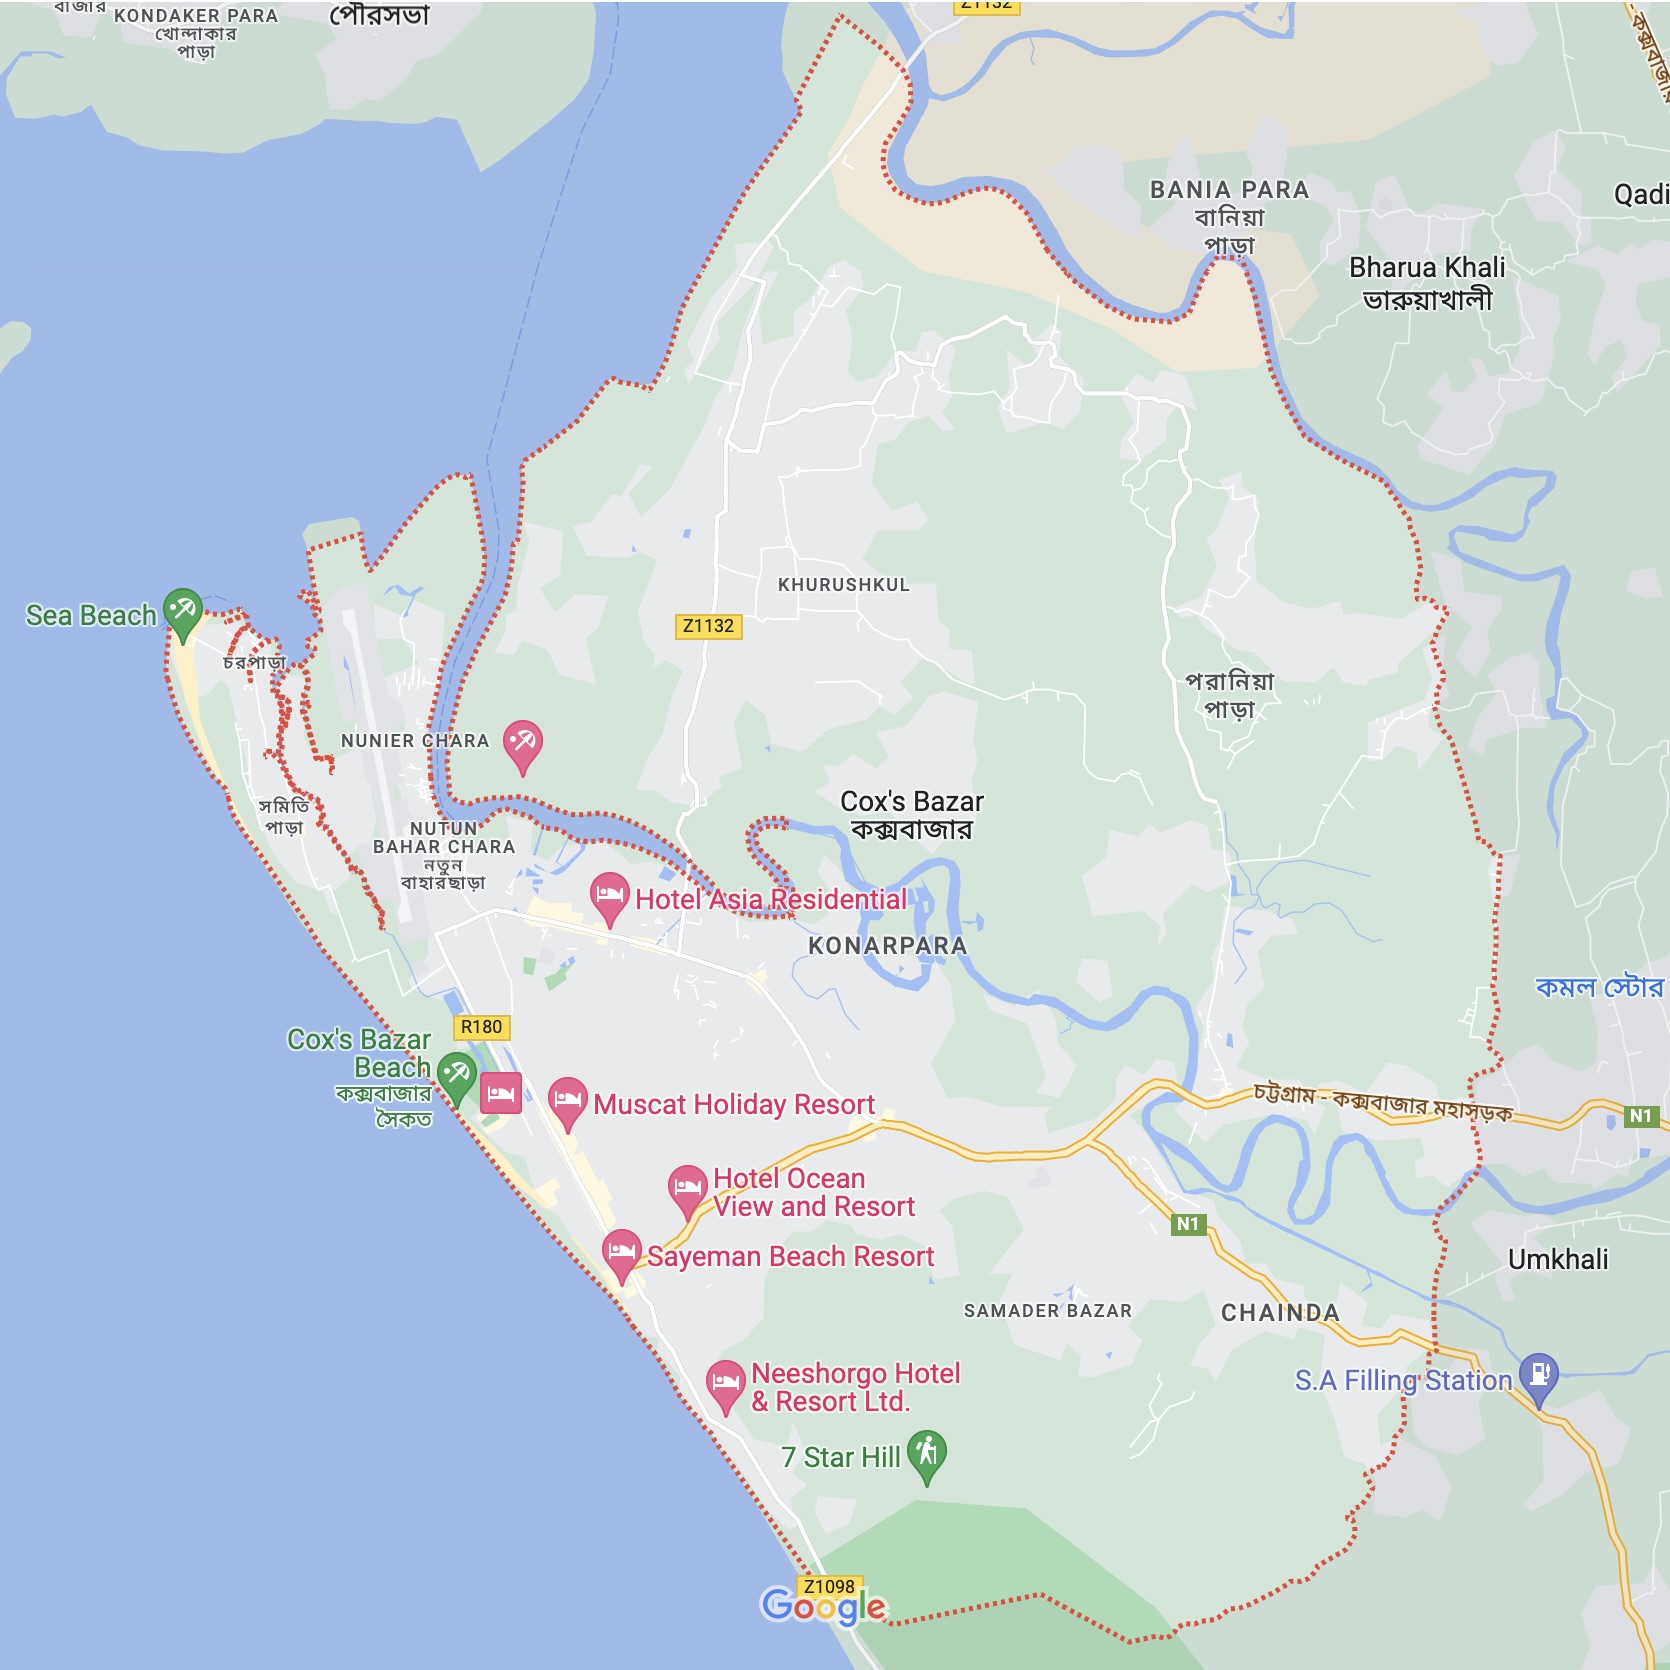 বাজার
KONDAKER PARA
খোন্দাকার
পাড়া
পৌরসভা
Z1132
কক্সবাজার
BANIA PARA
বানিয়া
পাড়া
Qadi
Bharua Khali
ভারুয়াখালী
KHURUSHKUL
Sea Beach
Z1132
চরপাড়া
পরানিয়া
পাড়া
NUNIER CHARA
সমিতি
পাড়া
Cox's Bazar
কক্সবাজার
NUTUN
BAHAR CHARA
নতুন
বাহারছাড়া
Hotel Asia Residential
KONARPARA
কমল স্টোর
R180
Cox's Bazar
Beach
কক্সবাজার
সৈকত
Muscat Holiday Resort
চট্টগ্রাম - কক্সবাজার মহাসড়ক
N1
Hotel Ocean
View and Resort
N1
Sayeman Beach Resort
Umkhali
SAMADER BAZAR
CHAINDA
Neeshorgo Hotel
& Resort Ltd.
S.A Filling Station
7 Star Hill
Z1098
Google